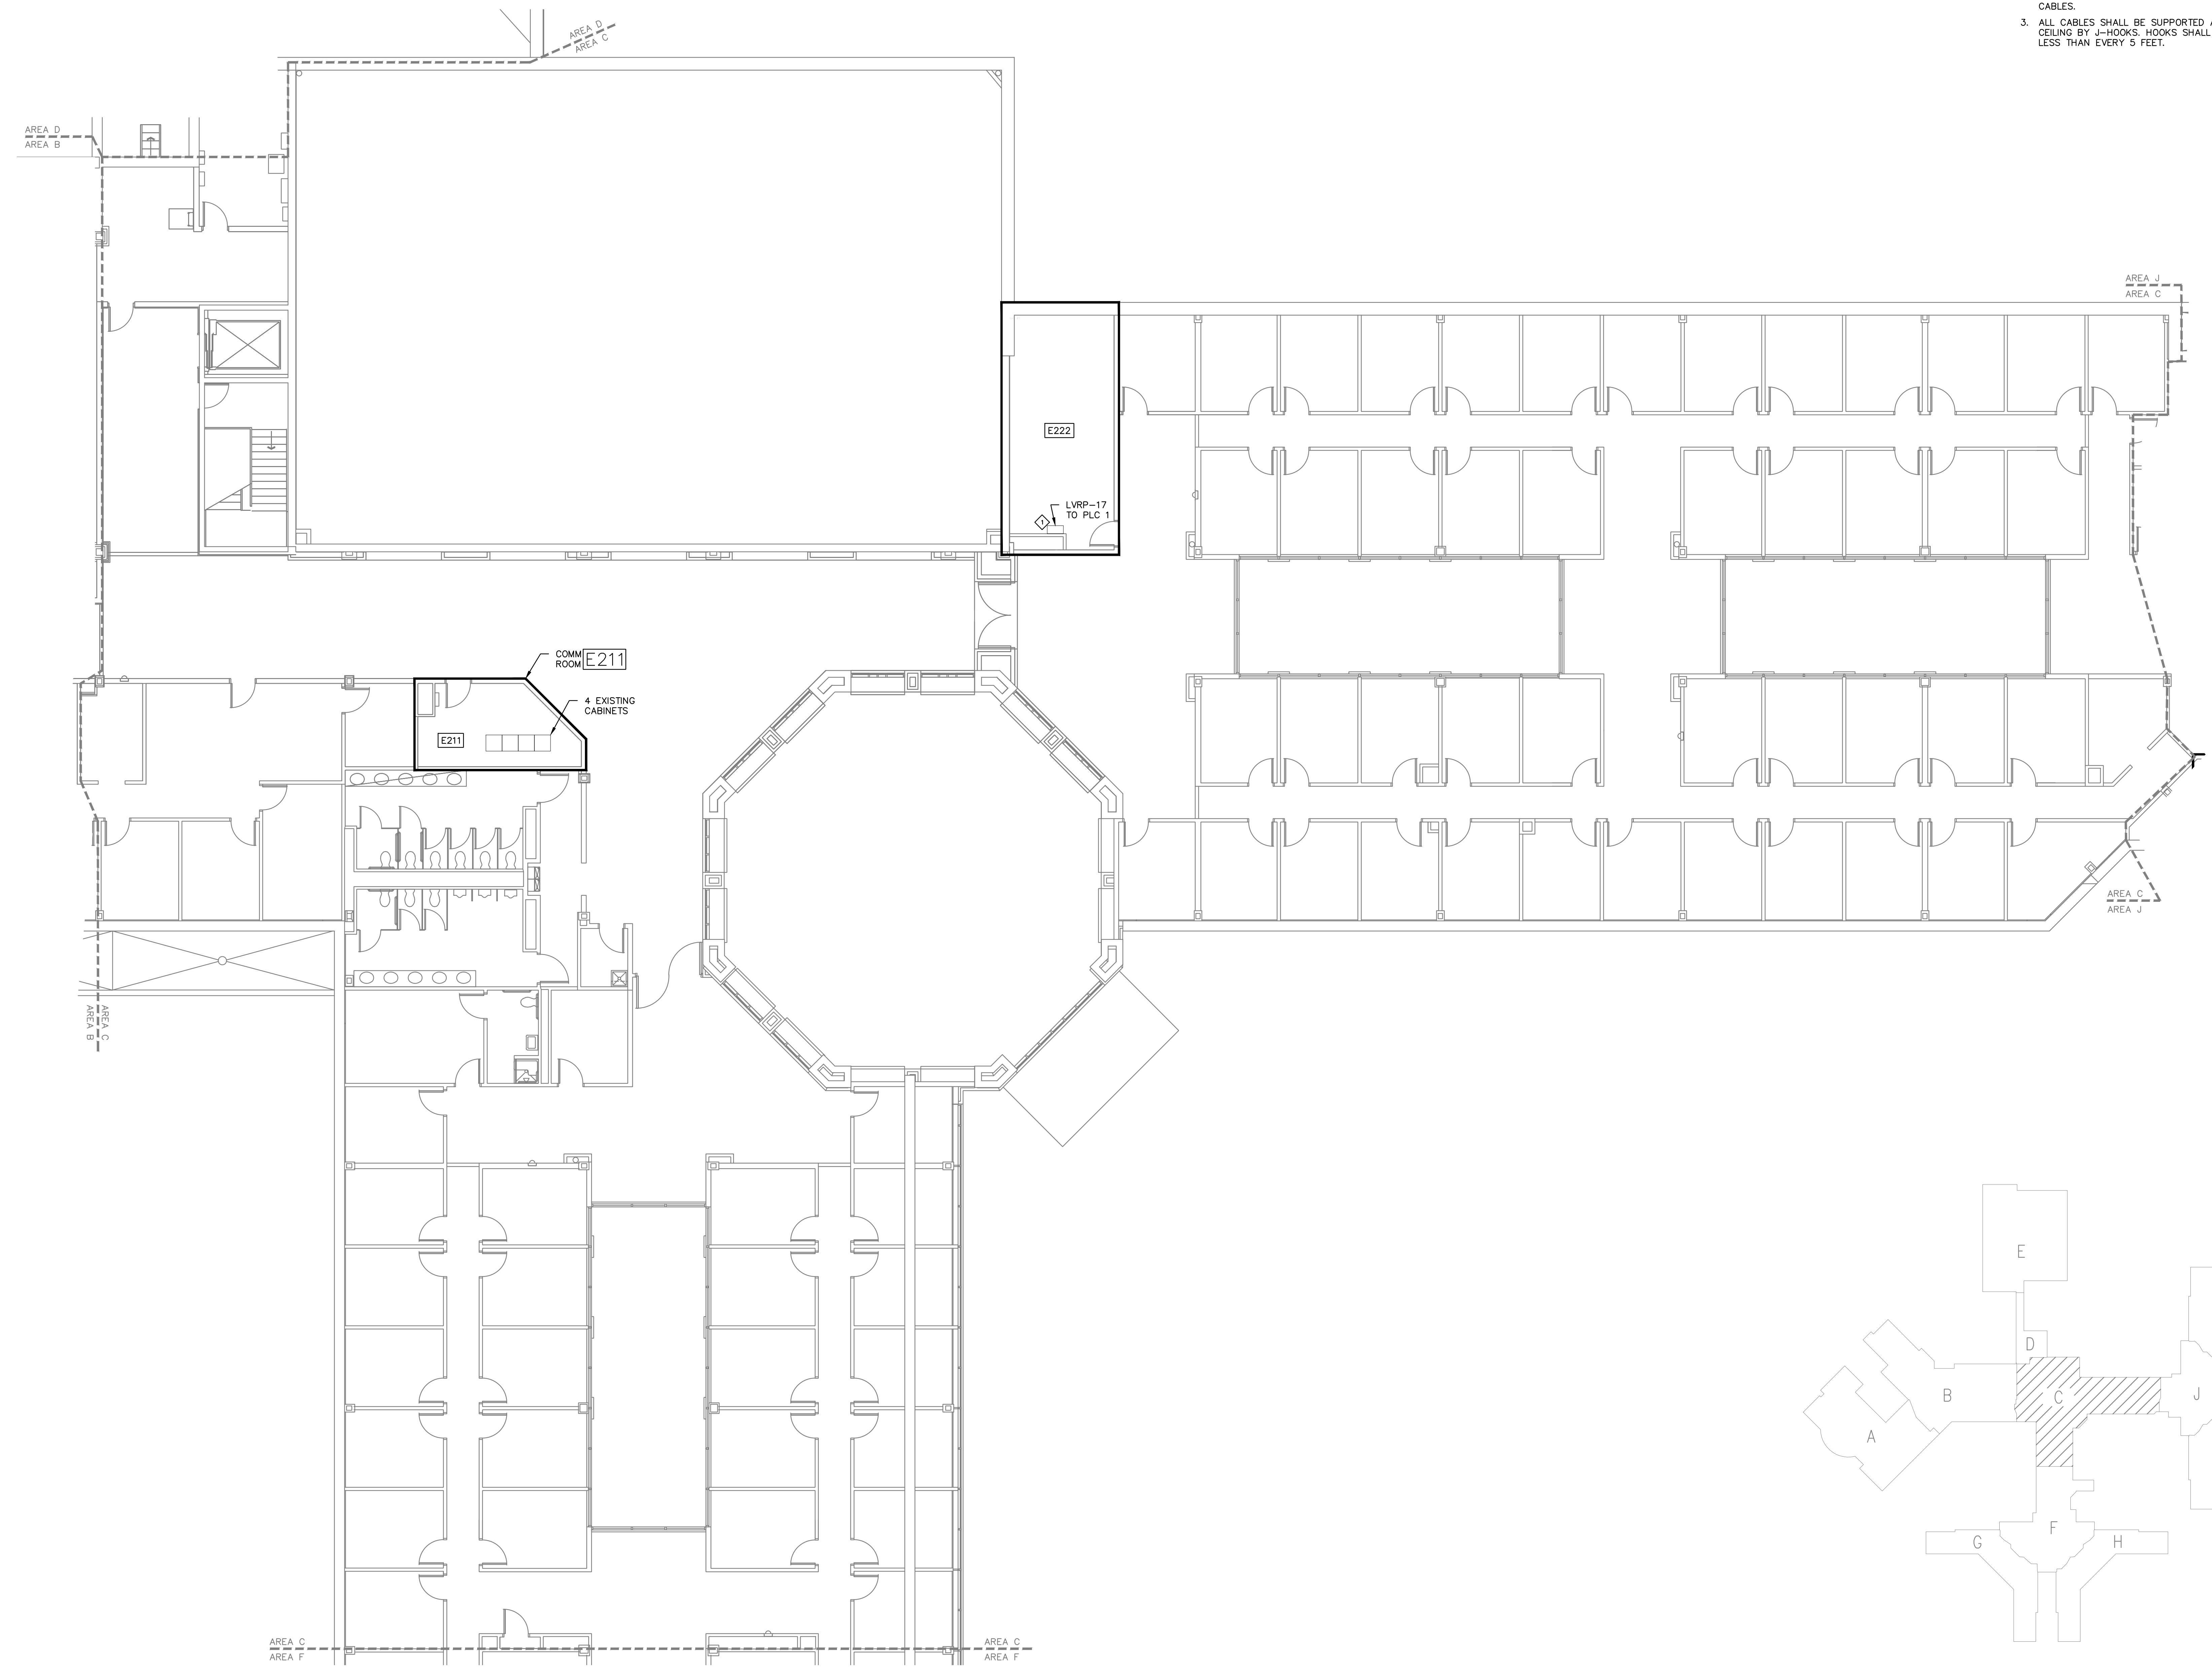 CABLES.
3. ALL CABLES SHALL BE SUPPORTED
CEILING BY J-HOOKS. HOOKS SHALL
LESS THAN EVERY 5 FEET.
AREA D
AREA C
AREA D
AREA B
AREA J
AREA C
E222
LVRP-17
TO PLC 1
1
COMM
ROOM
E211
4 EXISTING
CABINETS
E211
AREA C
AREA J
AREA C
AREA B
AREA C
AREA F
AREA C
AREA F
E
D
B
C
J
A
F
G
H